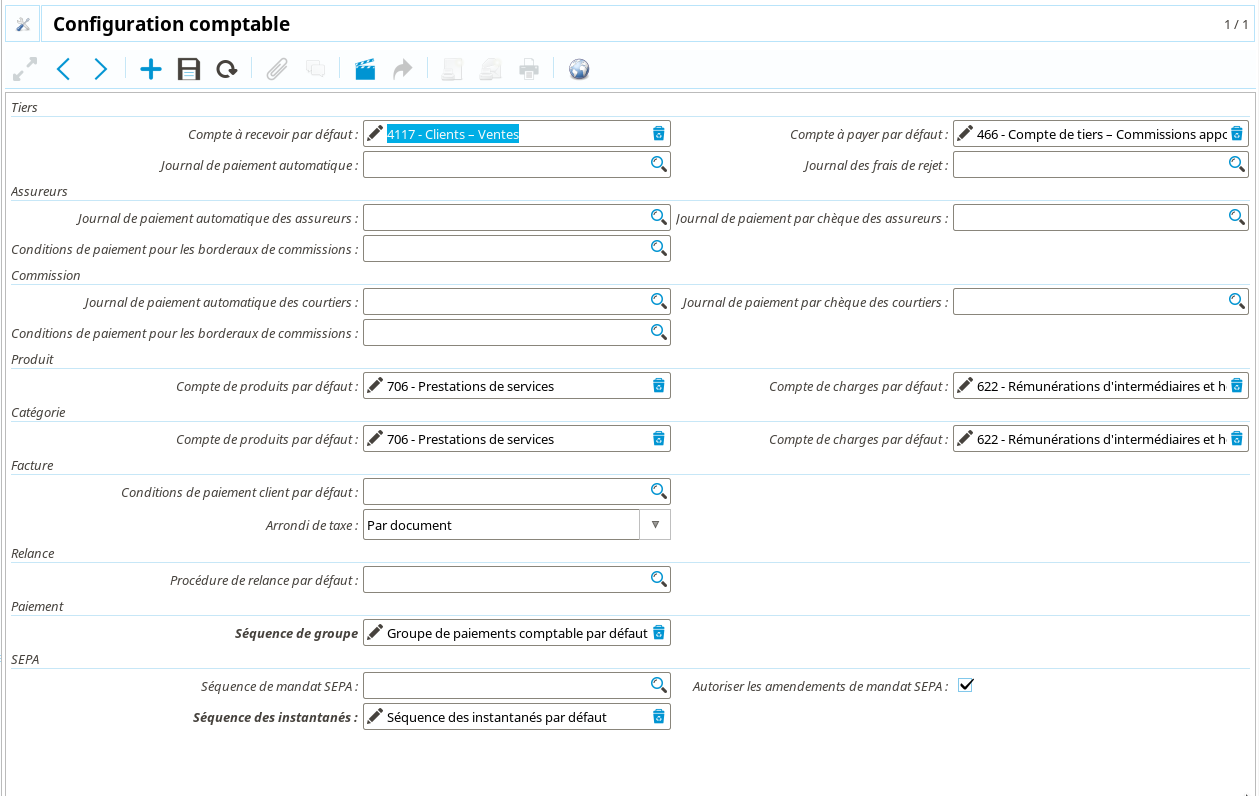 Configuration comptable
1 / 1
Tiers
Compte à recevoir par défaut : 4117 - Clients – Ventes Compte à payer par défaut : 466 - Compte de tiers – Commissions appo
Journal de paiement automatique : Journal des frais de rejet :
Assureurs
Journal de paiement automatique des assureurs : Journal de paiement par chèque des assureurs :
Conditions de paiement pour les borderaux de commissions :
Commission
Journal de paiement automatique des courtiers : Journal de paiement par chèque des courtiers :
Conditions de paiement pour les borderaux de commissions :
Produit
Compte de produits par défaut : 706 - Prestations de services Compte de charges par défaut : 622 - Rémunérations d'intermédiaires et h
Catégorie
Compte de produits par défaut : 706 - Prestations de services Compte de charges par défaut : 622 - Rémunérations d'intermédiaires et h
Facture
Conditions de paiement client par défaut :
Arrondi de taxe : Par document
Relance
Procédure de relance par défaut :
Paiement
Séquence de groupe Groupe de paiements comptable par défaut
SEPA
Séquence de mandat SEPA : Autoriser les amendements de mandat SEPA :
Séquence des instantanés : Séquence des instantanés par défaut